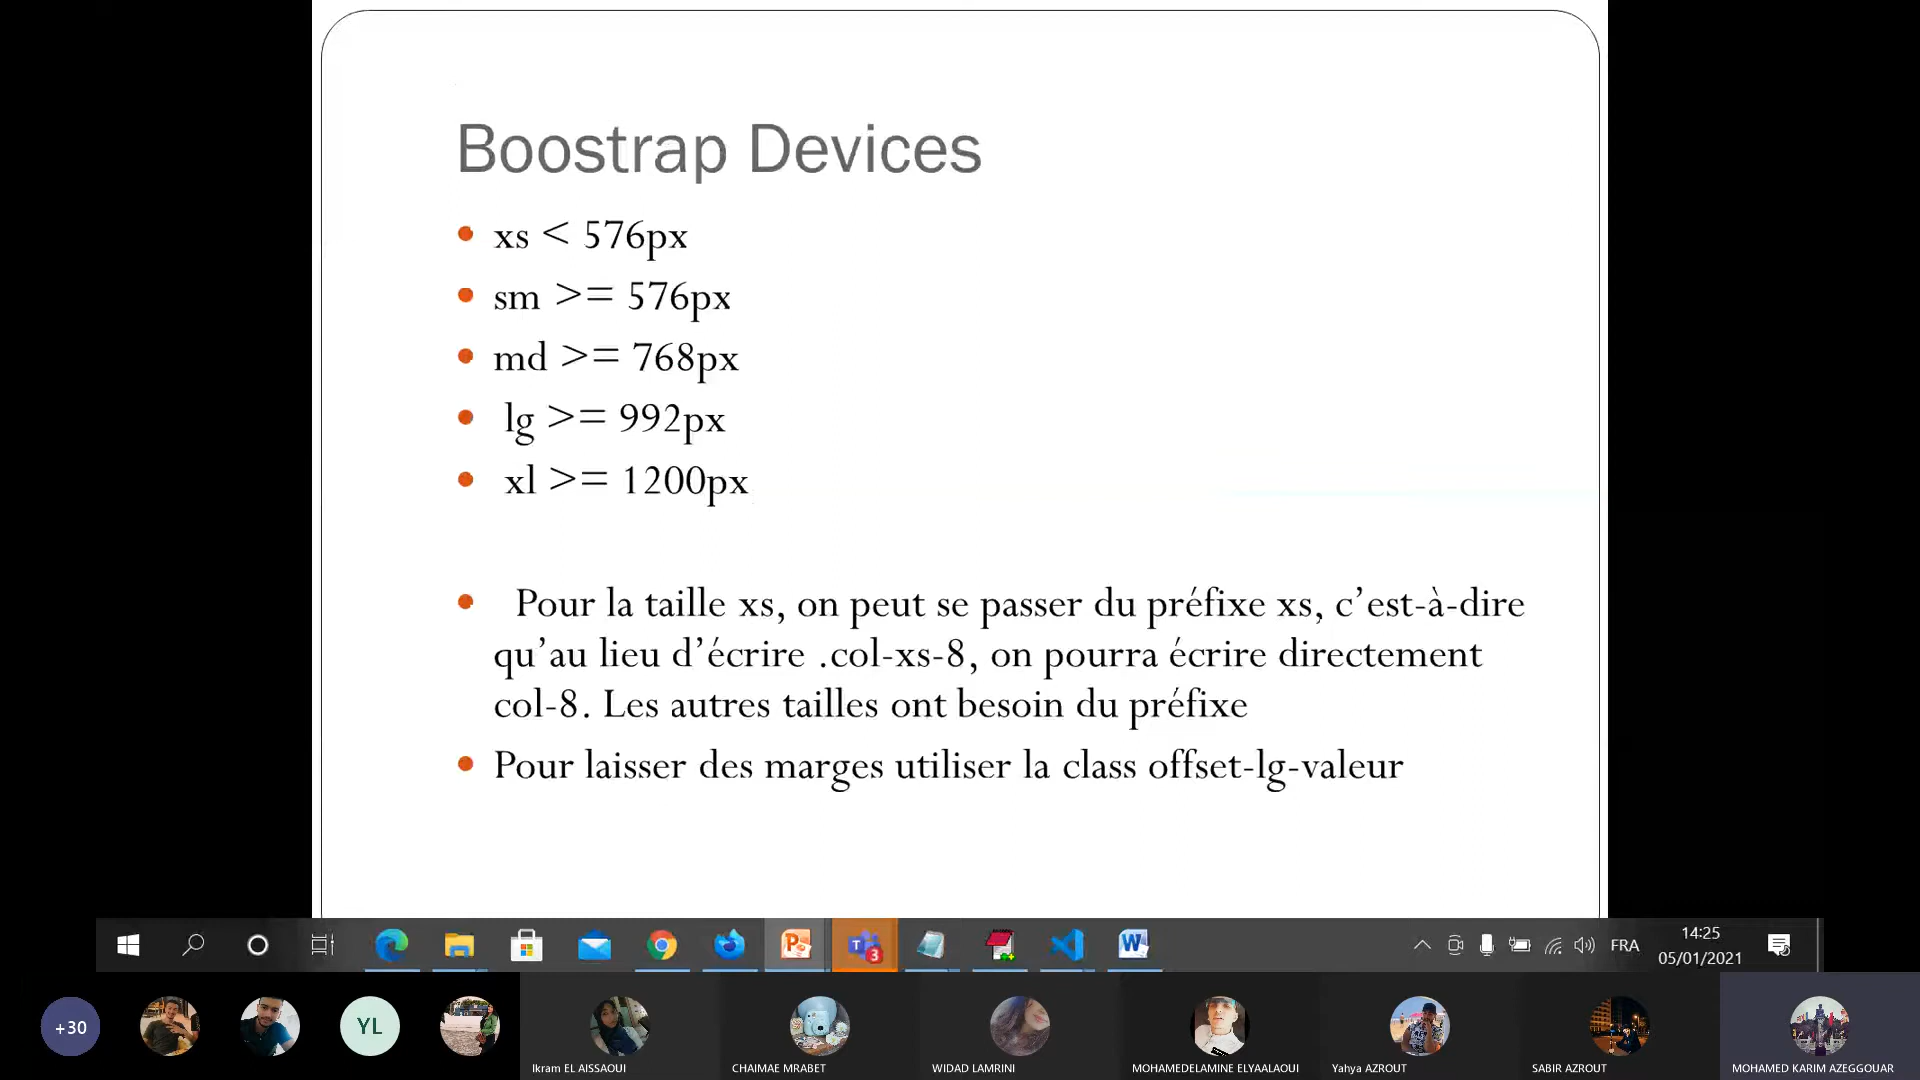 Boostrap Devices
xs < 576px
sm >= 576px
md >= 768px
lg >= 992px
xl >= 1200px
Pour la taille xs, on peut se passer du préfixe xs, c’est-à-dire
qu’au lieu d’écrire .col-xs-8, on pourra écrire directement
col-8. Les autres tailles ont besoin du préfixe
Pour laisser des marges utiliser la class offset-lg-valeur
3
FRA
14:25
05/01/2021
+30
YL
Ikram EL AISSAOUI
CHAIMAE MRABET
WIDAD LAMRINI
MOHAMEDELAMINE ELYAALAOUI
Yahya AZROUT
SABIR AZROUT
MOHAMED KARIM AZEGGOUAR